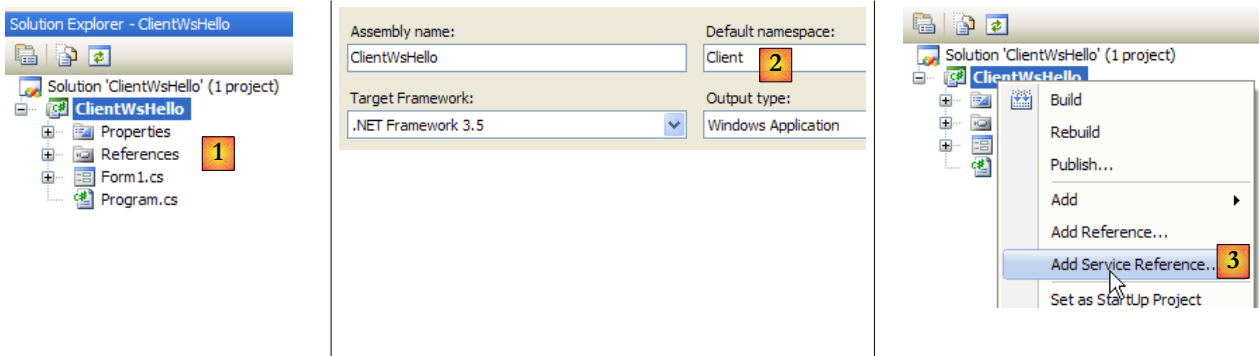 Solution Explorer - ClientWsHello
Solution 'ClientWsHello' (1 project)
ClientWsHello
Properties
References
1
Form1.cs
Program.cs
Assembly name:
Default namespace:
ClientWsHello
Client
2
Target Framework:
Output type:
.NET Framework 3.5
Windows Application
Solution 'ClientWsHello' (1 project)
ClientWsHello
Build
Rebuild
Publish...
Add
Add Reference...
Add Service Reference...
3
Set as StartUp Project